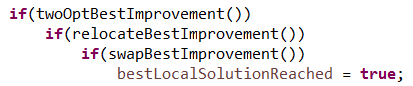 if(twoOptBestImprovement())
if(relocateBestImprovement())
if(swapBestImprovement())
bestLocalSolutionReached = true;